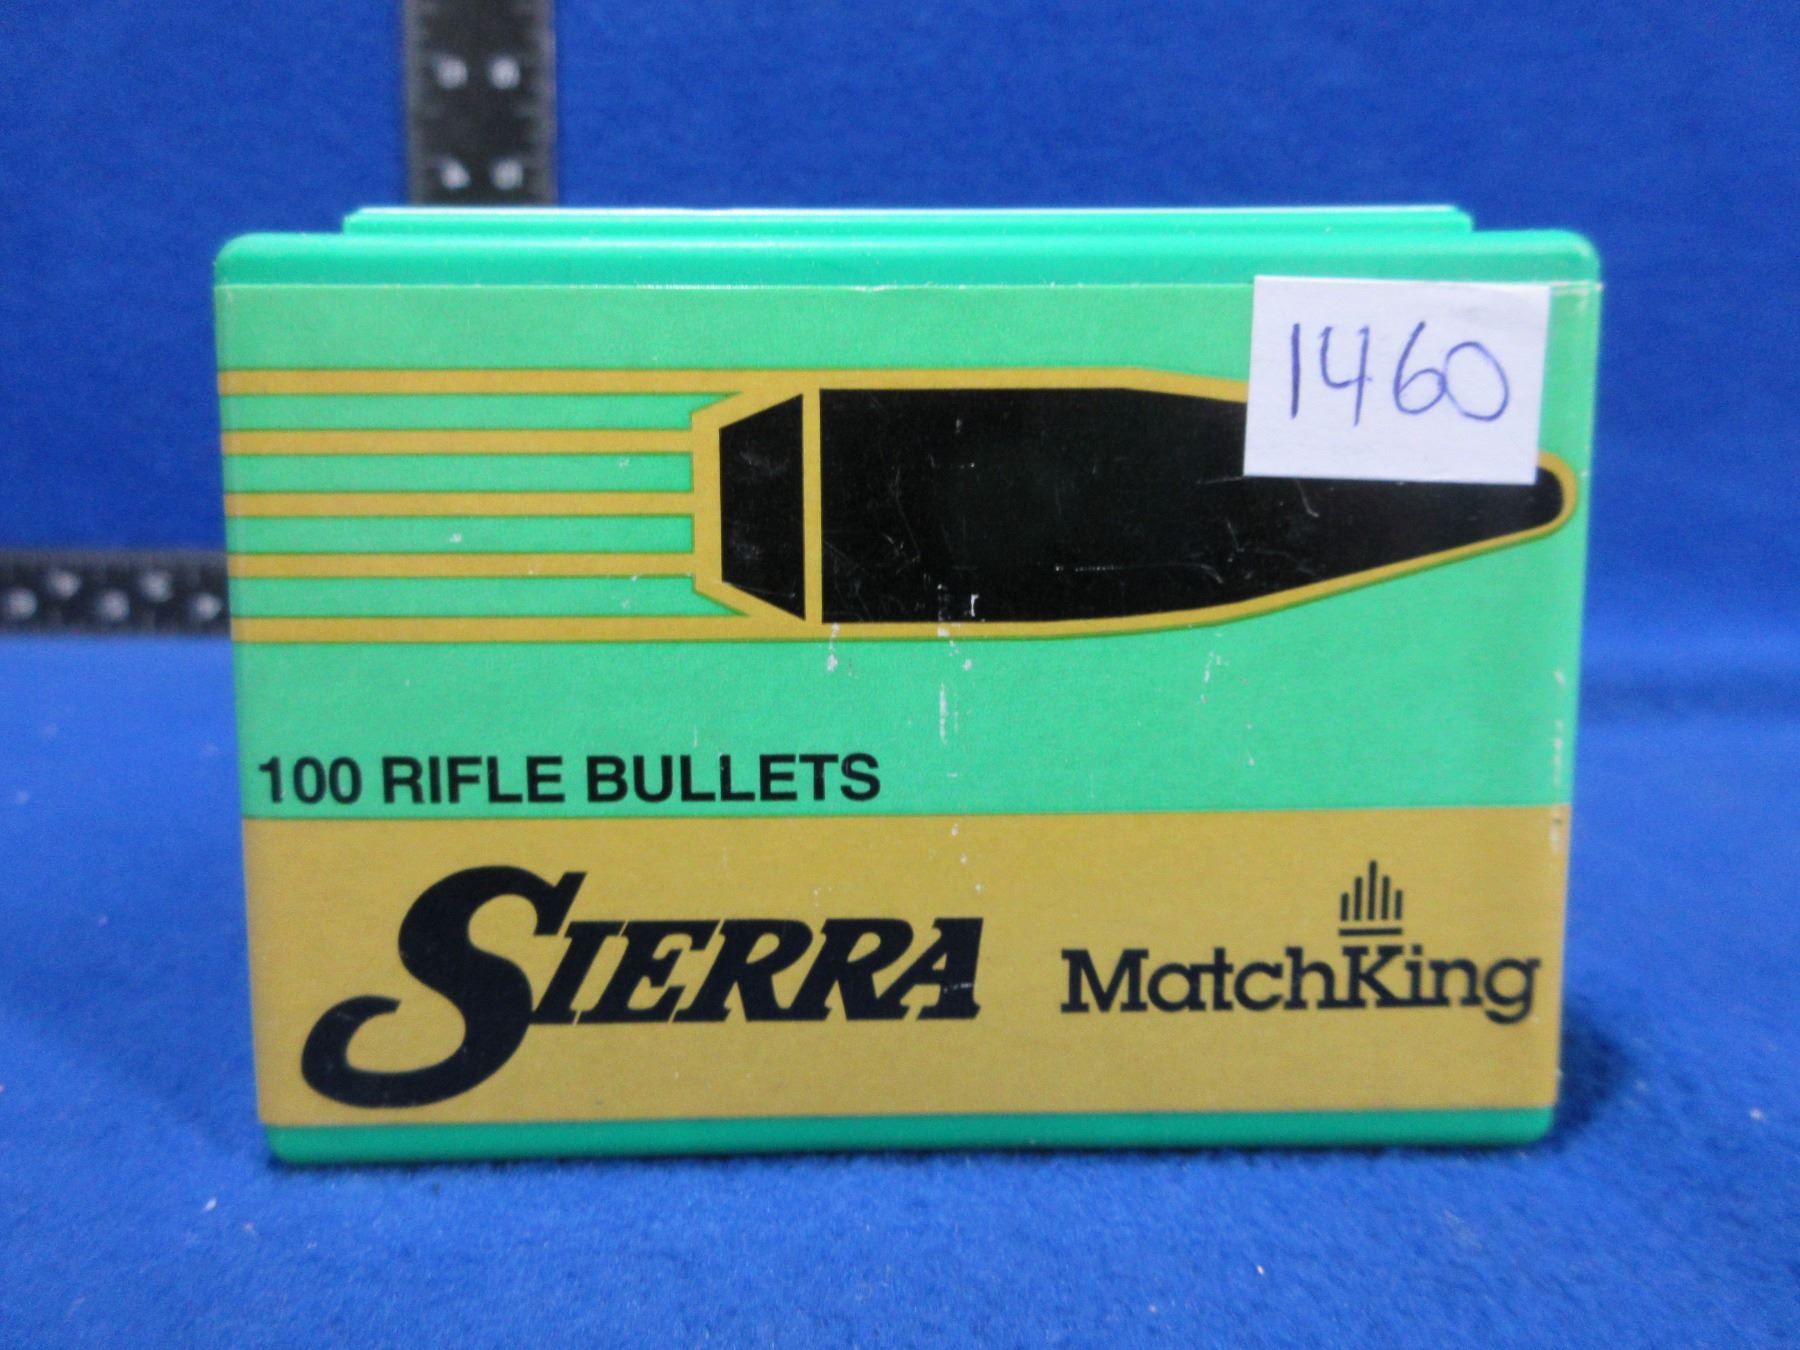 1460
100 RIFLE BULLETS
SIERRA
MatchKing